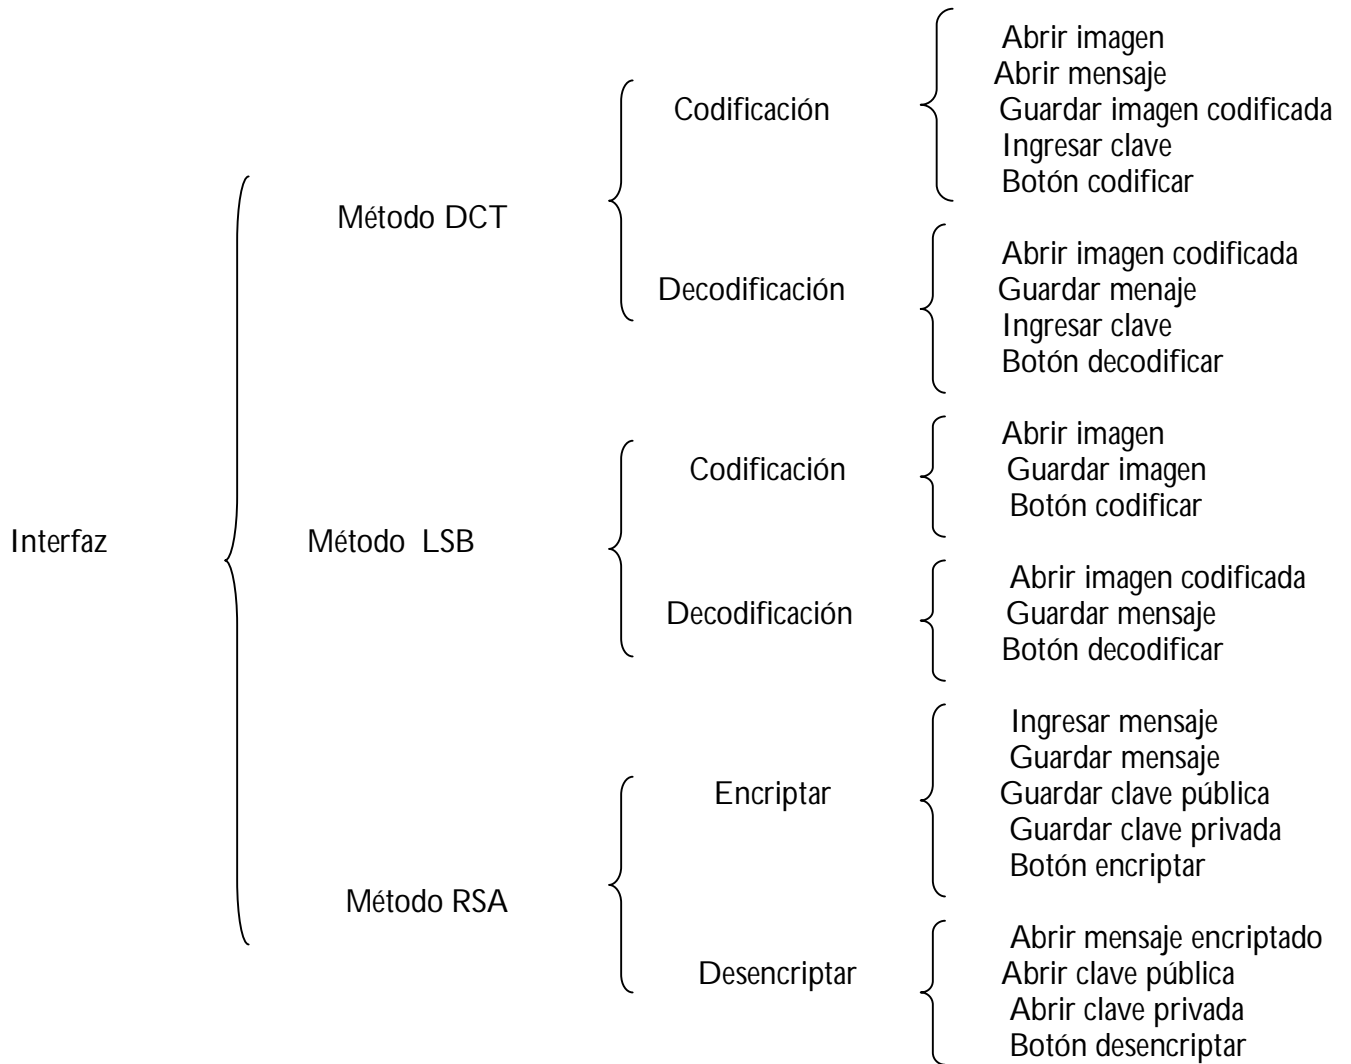 Interfaz
Método DCT
Codificación
Abrir imagen
Abrir mensaje
Guardar imagen codificada
Ingresar clave
Botón codificar
Decodificación
Abrir imagen codificada
Guardar menaje
Ingresar clave
Botón decodificar
Método LSB
Codificación
Abrir imagen
Guardar imagen
Botón codificar
Decodificación
Abrir imagen codificada
Guardar mensaje
Botón decodificar
Método RSA
Encriptar
Ingresar mensaje
Guardar mensaje
Guardar clave pública
Guardar clave privada
Botón encriptar
Desencriptar
Abrir mensaje encriptado
Abrir clave pública
Abrir clave privada
Botón desencriptar